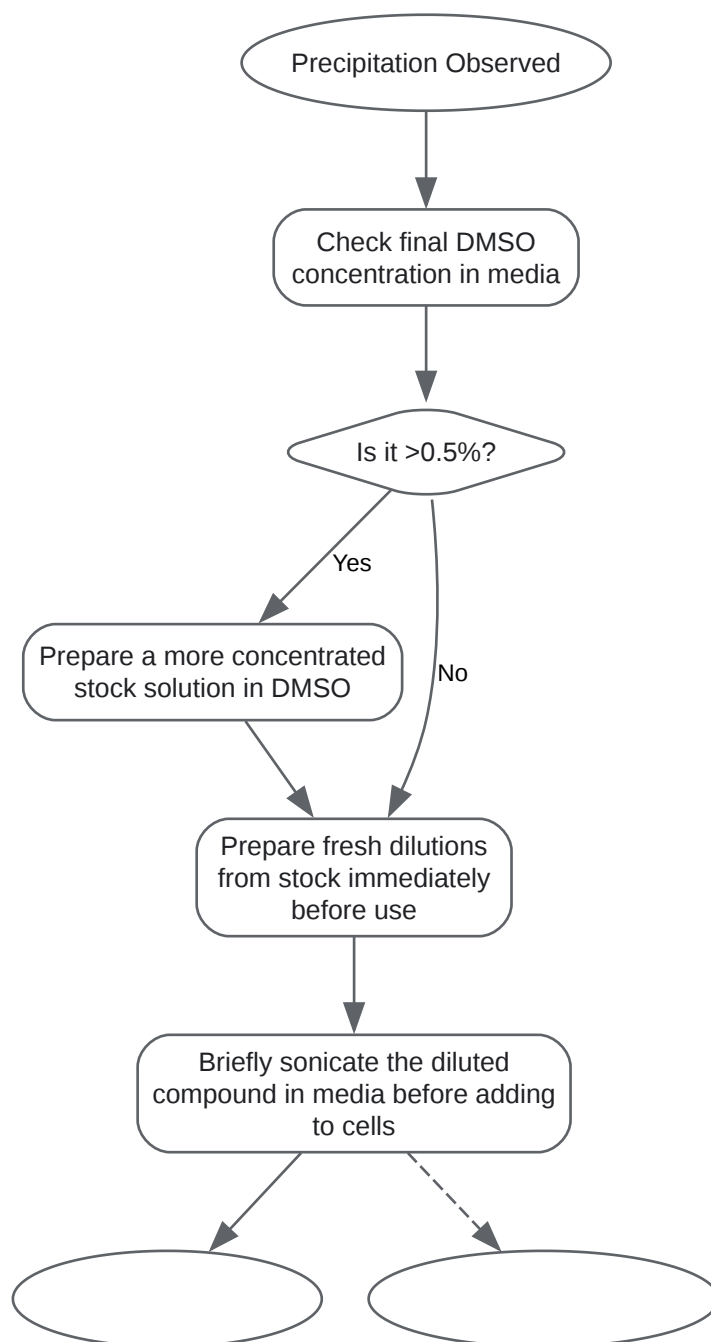 Precipitation Observed
Check final DMSO
concentration in media
Is it >0.5%?
Yes
Prepare a more concentrated
stock solution in DMSO
No
Prepare fresh dilutions
from stock immediately
before use
Briefly sonicate the diluted
compound in media before adding
to cells